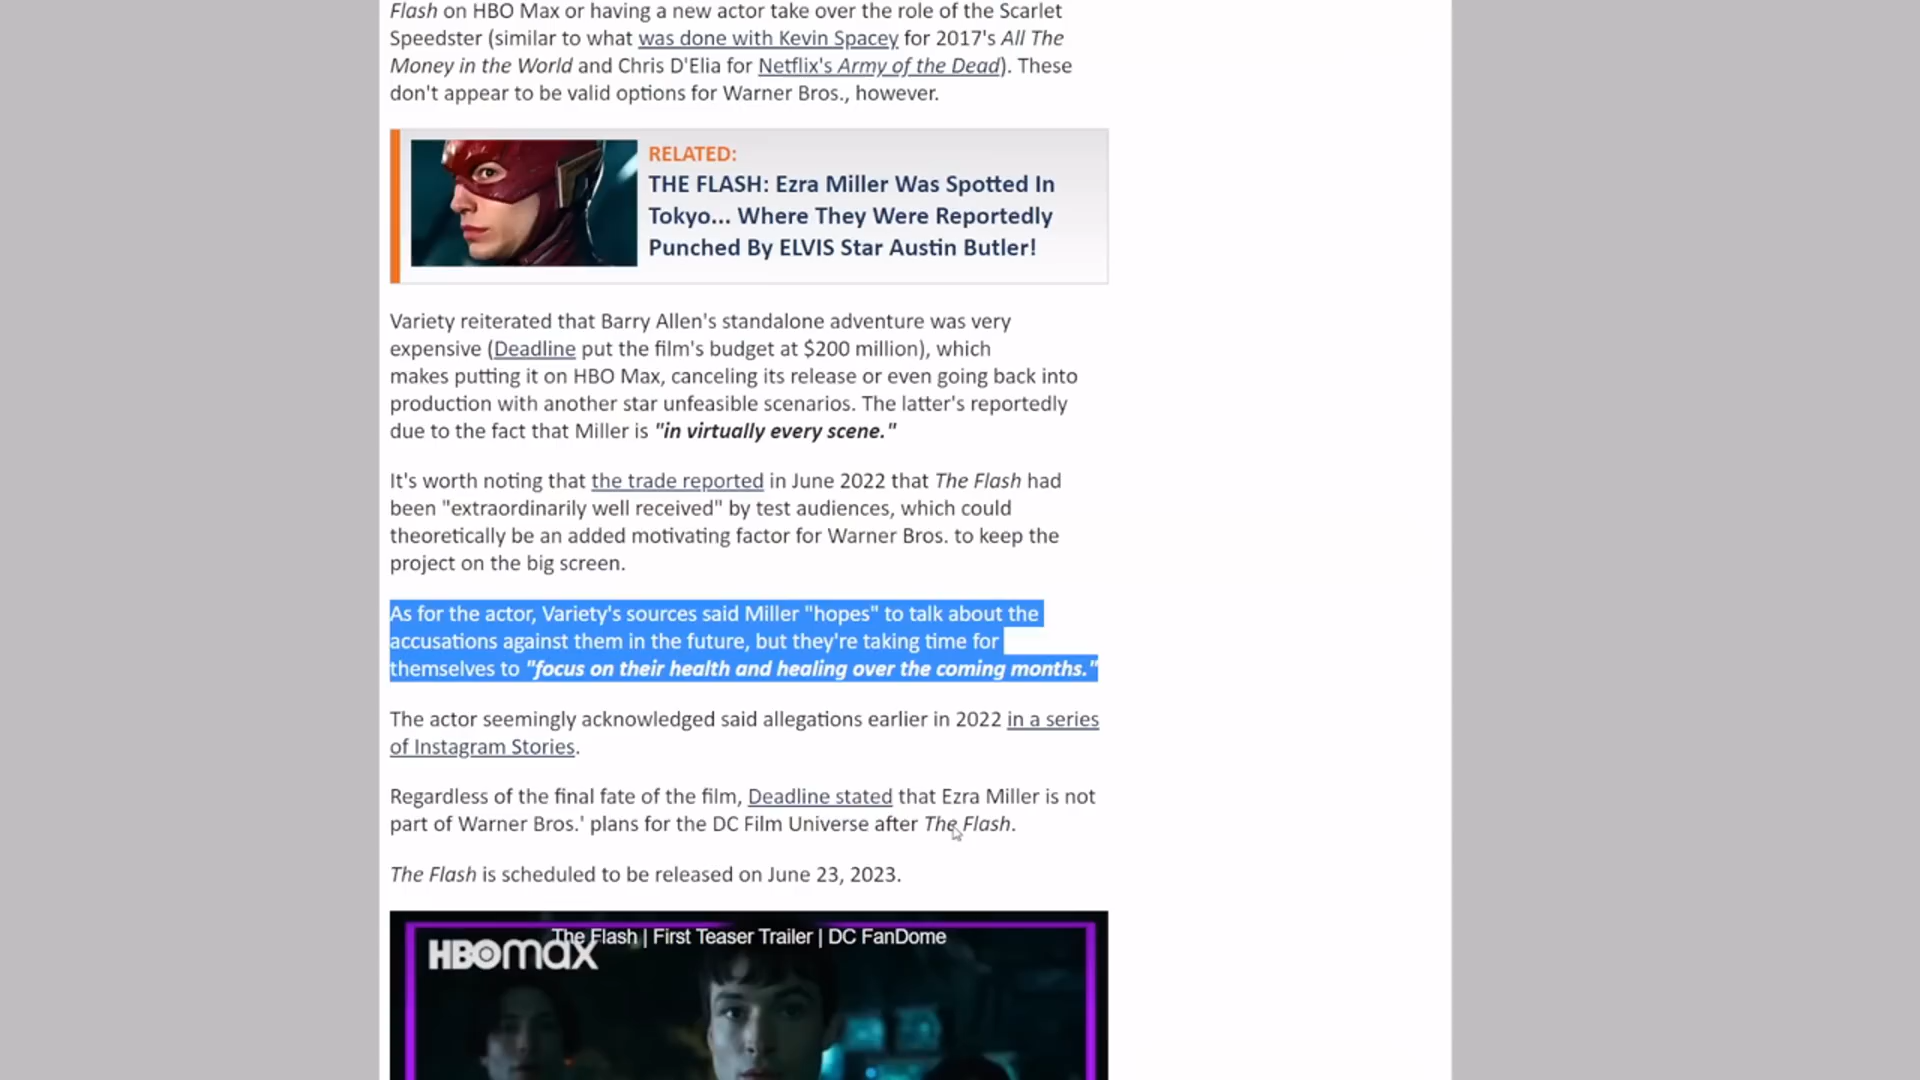 Flash on HBO Max or having a new actor take over the role of the Scarlet
Speedster (similar to what was done with Kevin Spacey for 2017's All The
Money in the World and Chris D'Elia for Netflix's Army of the Dead). These
don't appear to be valid options for Warner Bros., however.
RELATED:
THE FLASH: Ezra Miller Was Spotted In
Tokyo... Where They Were Reportedly
Punched By ELVIS Star Austin Butler!
Variety reiterated that Barry Allen's standalone adventure was very
expensive (Deadline put the film's budget at $200 million), which
makes putting it on HBO Max, canceling its release or even going back into
production with another star unfeasible scenarios. The latter's reportedly
due to the fact that Miller is "in virtually every scene."
It's worth noting that the trade reported in June 2022 that The Flash had
been "extraordinarily well received" by test audiences, which could
theoretically be an added motivating factor for Warner Bros. to keep the
project on the big screen.
As for the actor, Variety's sources said Miller "hopes" to talk about the
accusations against them in the future, but they're taking time for
themselves to "focus on their health and healing over the coming months."
The actor seemingly acknowledged said allegations earlier in 2022 in a series
of Instagram Stories.
Regardless of the final fate of the film, Deadline stated that Ezra Miller is not
part of Warner Bros.' plans for the DC Film Universe after The Flash.
The Flash is scheduled to be released on June 23, 2023.
The Flash | First Teaser Trailer | DC FanDome
HBOmax